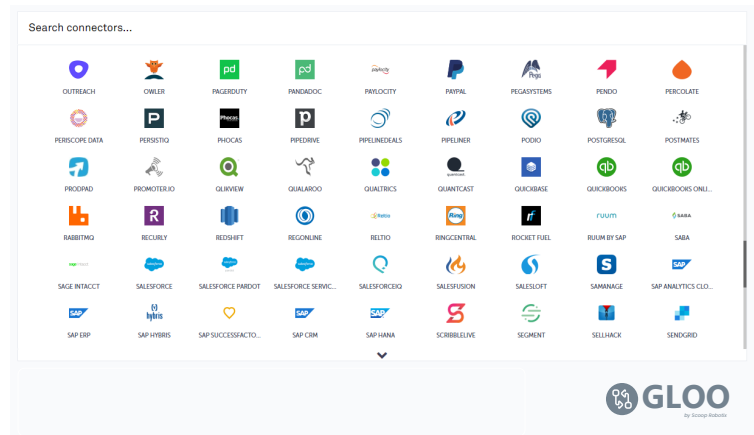 Search connectors...
OUTREACH OWLER PAGERDUTY PANDADOC PAYLOCITY PAYPAL PEGASYSTEMS PENDO PERCOLATE
PERISCOPE DATA PERSISTIQ PHOCAS PIPEDRIVE PIPELINEDEALS PIPELINER PODIO POSTGRESQL POSTMATES
PRODPAD PROMOTER.IO QLIKVIEW QUALAROO QUALTRICS QUANTCAST QUICKBASE QUICKBOOKS QUICKBOOKS ONLI...
RABBITMQ RECURLY REDSHIFT REGONLINE RELTIO RINGCENTRAL ROCKET FUEL RUUM BY SAP SABA
SAGE INTACCT SALESFORCE SALESFORCE PARDOT SALESFORCE SERVIC... SALESFORCEIQ SALESFUSION SALESLOFT SAMANAGE SAP ANALYTICS CLO...
SAP ERP SAP HYBRIS SAP SUCCESSFACTO... SAP CRM SAP HANA SCRIBBLELIVE SEGMENT SELLHACK SENDGRID
GLOO
by Scoop Robotix